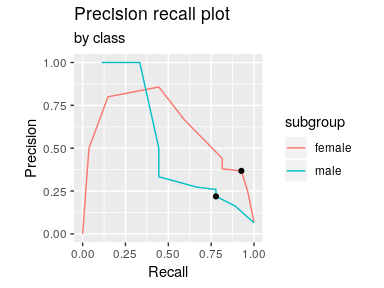 Precision recall plot
by class
1.00
0.75
0.50
0.25
0.00
Precision
0.00 0.25 0.50 0.75 1.00
Recall
subgroup
female
male